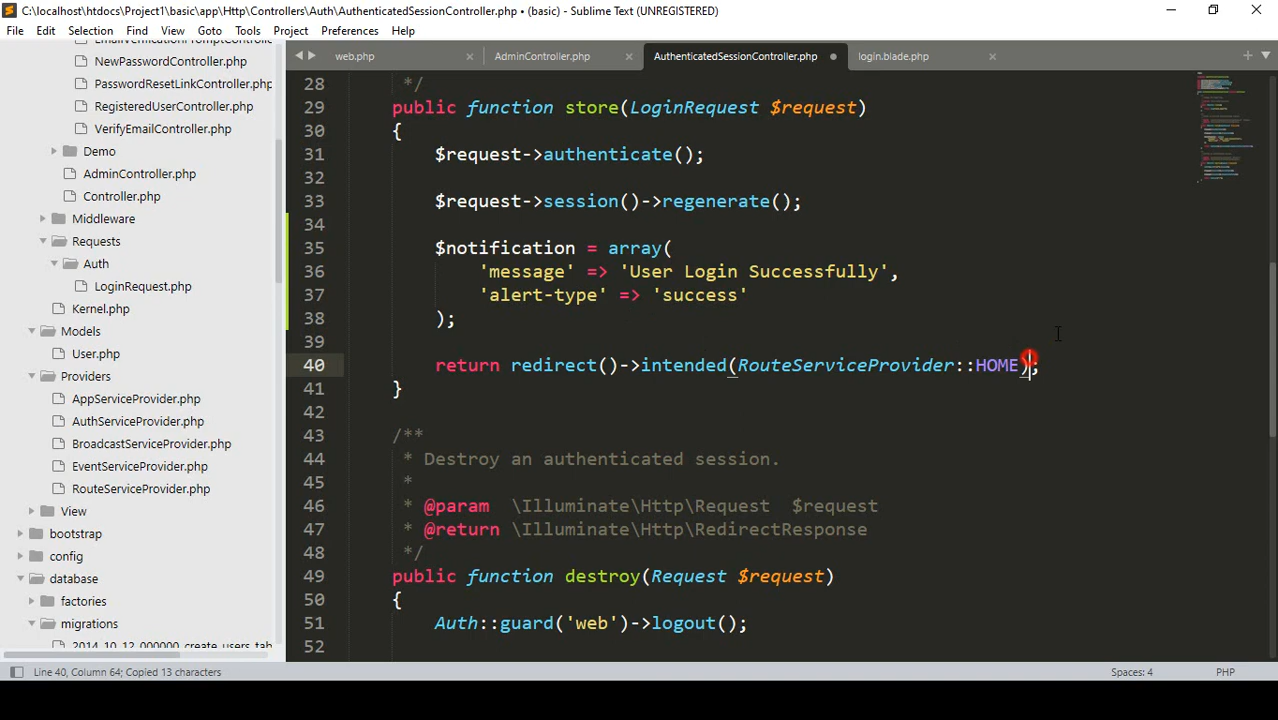 C:\localhost\htdocs\Project1\basic\app\Http\Controllers\Auth\AuthenticatedSessionController.php • (basic) - Sublime Text (UNREGISTERED)
File Edit Selection Find View Goto Tools Project Preferences Help
EmailVerificationPromptController.php
NewPasswordController.php
PasswordResetLinkController.php
RegisteredUserController.php
VerifyEmailController.php
Demo
AdminController.php
Controller.php
Middleware
Requests
Auth
LoginRequest.php
Kernel.php
Models
User.php
Providers
AppServiceProvider.php
AuthServiceProvider.php
BroadcastServiceProvider.php
EventServiceProvider.php
RouteServiceProvider.php
View
bootstrap
config
database
factories
migrations
2014_10_12_000000_create_users_tab
web.php AdminController.php AuthenticatedSessionController.php login.blade.php
28 */
29 public function store(LoginRequest $request)
30 {
31 $request->authenticate();
32
33 $request->session()->regenerate();
34
35 $notification = array(
36 'message' => 'User Login Successfully',
37 'alert-type' => 'success'
38 );
39
40 return redirect()->intended(RouteServiceProvider::HOME);
41 }
42
43 /**
44 * Destroy an authenticated session.
45 *
46 * @param \Illuminate\Http\Request $request
47 * @return \Illuminate\Http\RedirectResponse
48 */
49 public function destroy(Request $request)
50 {
51 Auth::guard('web')->logout();
52
Line 40, Column 64; Copied 13 characters
Spaces: 4 PHP